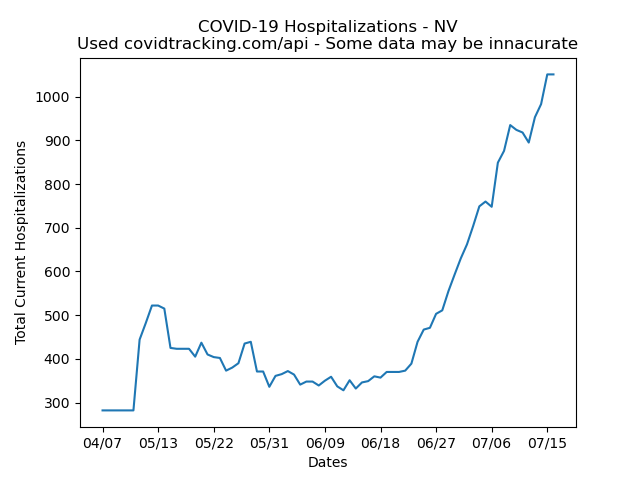 COVID-19 Hospitalizations - NV
Used covidtracking.com/api - Some data may be innacurate
1000
900
800
700
600
500
400
300
Total Current Hospitalizations
04/07 05/13 05/22 05/31 06/09 06/18 06/27 07/06 07/15
Dates